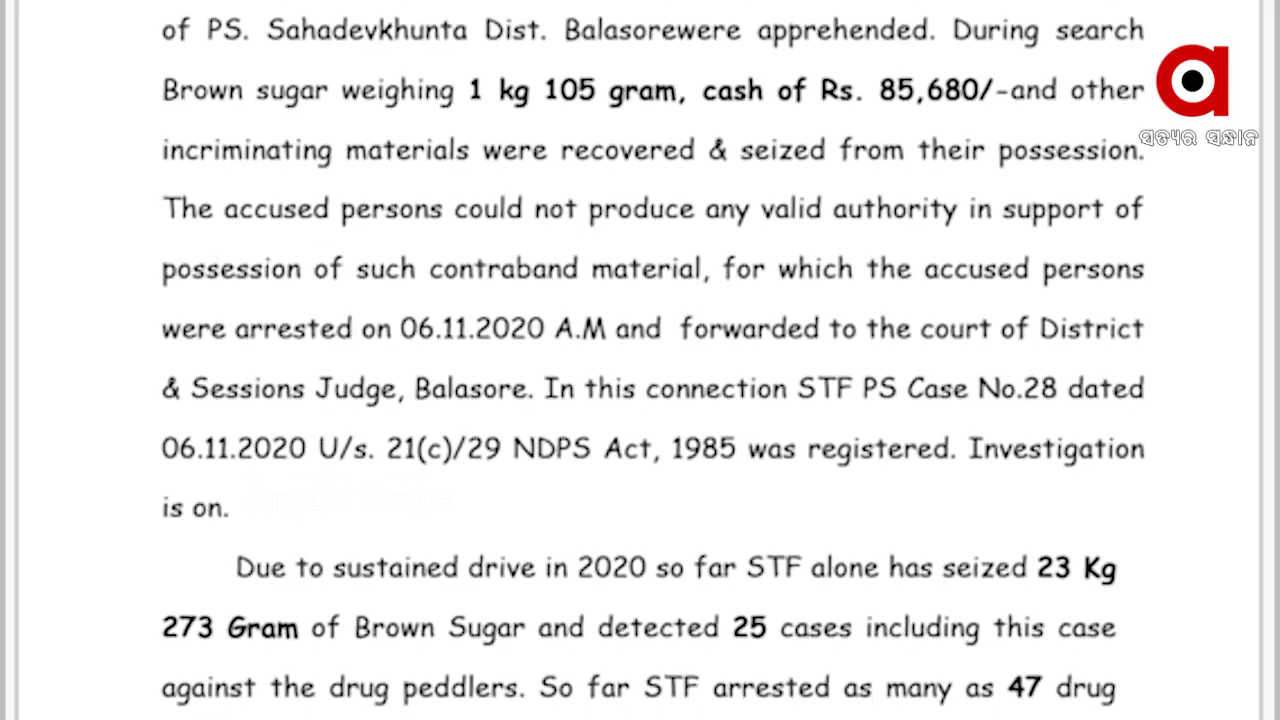 of PS. Sahadevkhunta Dist. Balasorewere apprehended. During search
Brown sugar weighing 1 kg 105 gram, cash of Rs. 85,680/-and other
incriminating materials were recovered & seized from their possession.
The accused persons could not produce any valid authority in support of
possession of such contraband material, for which the accused persons
were arrested on 06.11.2020 A.M and forwarded to the court of District
& Sessions Judge, Balasore. In this connection STF PS Case No.28 dated
06.11.2020 U/s. 21(c)/29 NDPS Act, 1985 was registered. Investigation
is on.
Due to sustained drive in 2020 so far STF alone has seized 23 Kg
273 Gram of Brown Sugar and detected 25 cases including this case
against the drug peddlers. So far STF arrested as many as 47 drug
a
ସତ୍ୟର ସନ୍ଧାନ
Argus News